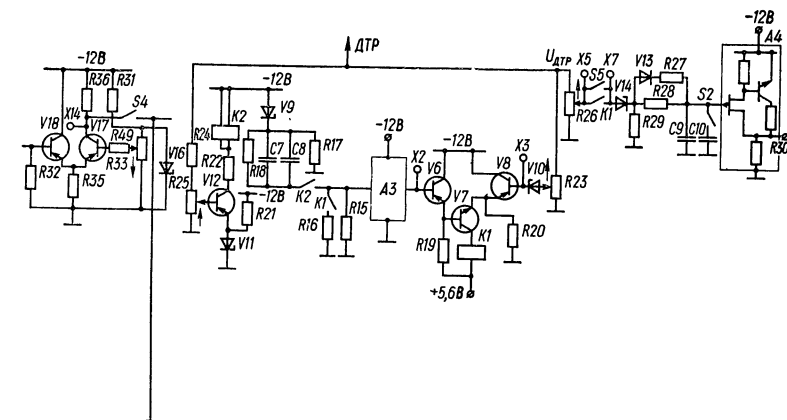 -12В
А4
ДТР
U ДТР
X5
X7
S5
V13
R27
V14
R28
S2
R26
K1
R29
C9
C10
R30
-12В
R36
R31
S4
X14
V18
V17
R49
R33
V16
R32
R35
R25
R24
K2
R22
V12
-12В
V9
C7
C8
R17
R18
-12В
R21
V11
K2
K1
R16
R15
-12В
А3
X2
-12В
V6
V8
X3
V10
V7
R23
K1
R19
R20
+5,6В